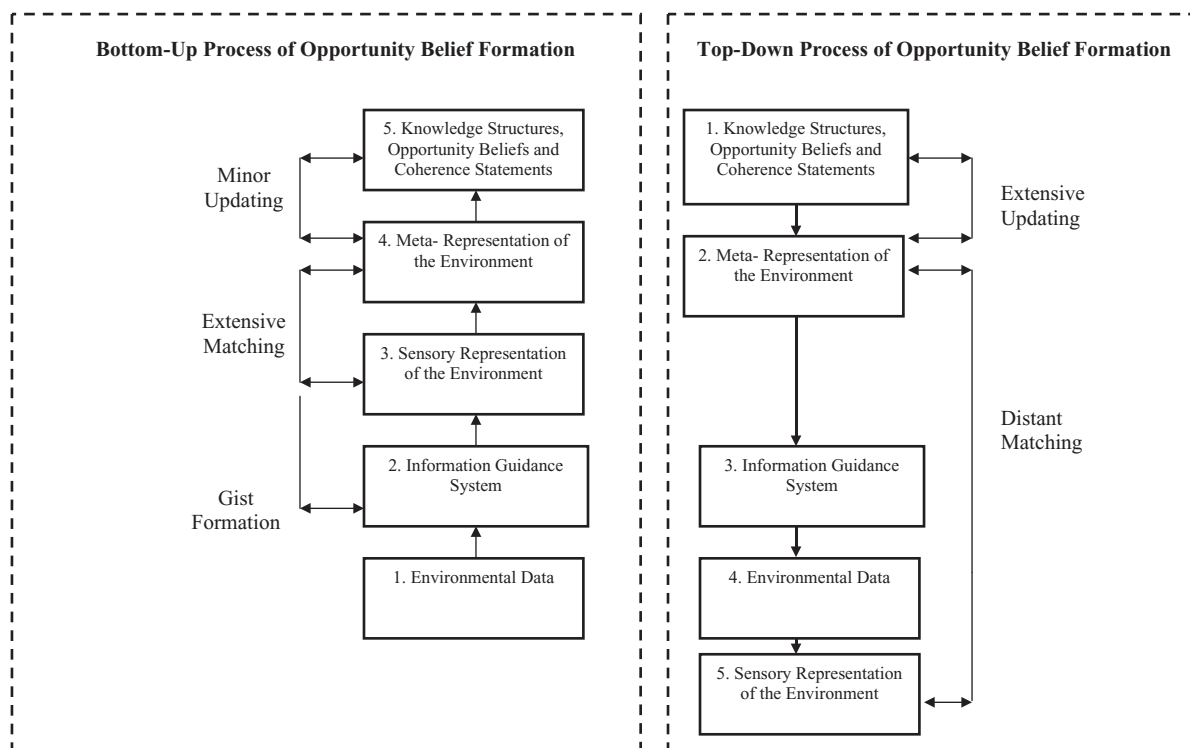 Bottom-Up Process of Opportunity Belief Formation
5. Knowledge Structures,
Opportunity Beliefs and
Coherence Statements
Minor
Updating
4. Meta- Representation of
the Environment
Extensive
Matching
3. Sensory Representation
of the Environment
2. Information Guidance
System
Gist
Formation
1. Environmental Data
Top-Down Process of Opportunity Belief Formation
1. Knowledge Structures,
Opportunity Beliefs and
Coherence Statements
Extensive
Updating
2. Meta- Representation of
the Environment
Distant
Matching
3. Information Guidance
System
4. Environmental Data
5. Sensory Representation
of the Environment